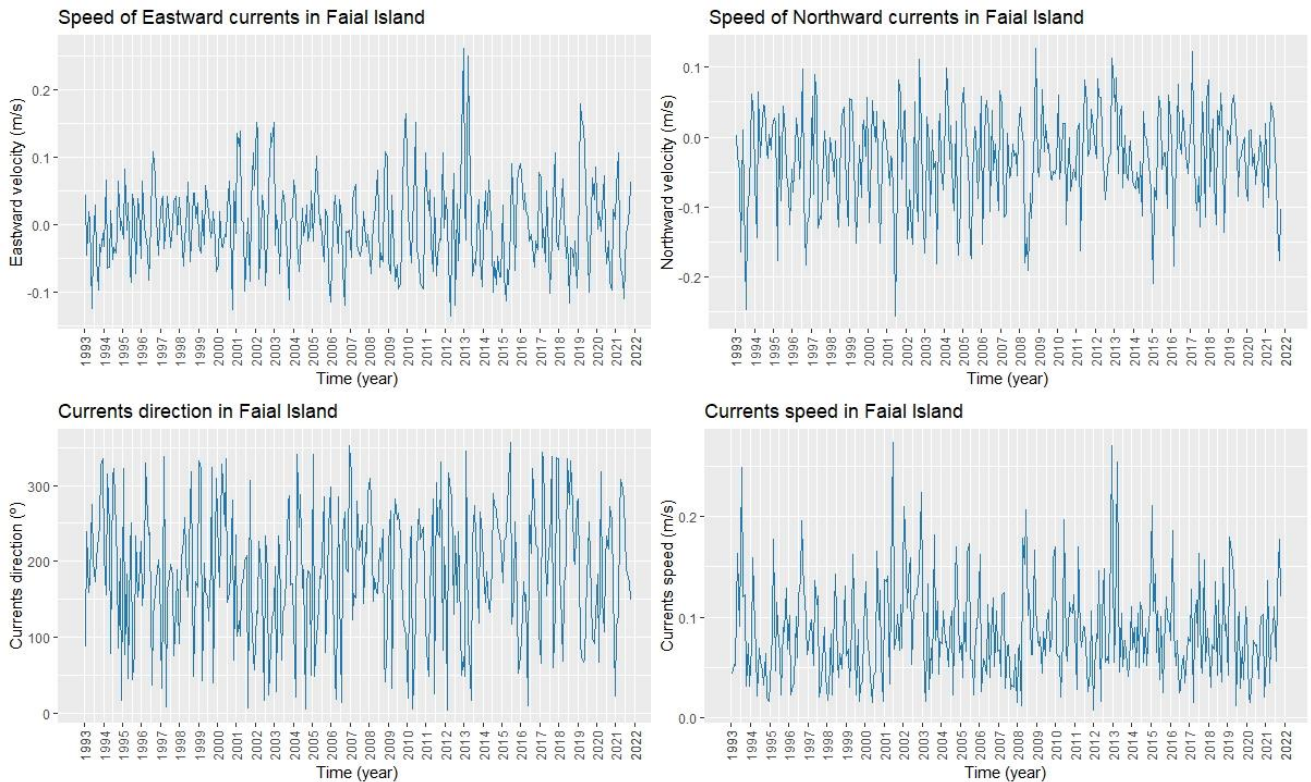 Speed of Eastward currents in Faial Island
Eastward velocity (m/s)
0.2
0.1
0.0
-0.1
1993 1994 1995 1996 1997 1998 1999 2000 2001 2002 2003 2004 2005 2006 2007 2008 2009 2010 2011 2012 2013 2014 2015 2016 2017 2018 2019 2020 2021 2022
Time (year)
Speed of Northward currents in Faial Island
Northward velocity (m/s)
0.1
0.0
-0.1
-0.2
1993 1994 1995 1996 1997 1998 1999 2000 2001 2002 2003 2004 2005 2006 2007 2008 2009 2010 2011 2012 2013 2014 2015 2016 2017 2018 2019 2020 2021 2022
Time (year)
Currents direction in Faial Island
Currents direction (º)
300
200
100
0
1993 1994 1995 1996 1997 1998 1999 2000 2001 2002 2003 2004 2005 2006 2007 2008 2009 2010 2011 2012 2013 2014 2015 2016 2017 2018 2019 2020 2021 2022
Time (year)
Currents speed in Faial Island
Currents speed (m/s)
0.2
0.1
0.0
1993 1994 1995 1996 1997 1998 1999 2000 2001 2002 2003 2004 2005 2006 2007 2008 2009 2010 2011 2012 2013 2014 2015 2016 2017 2018 2019 2020 2021 2022
Time (year)